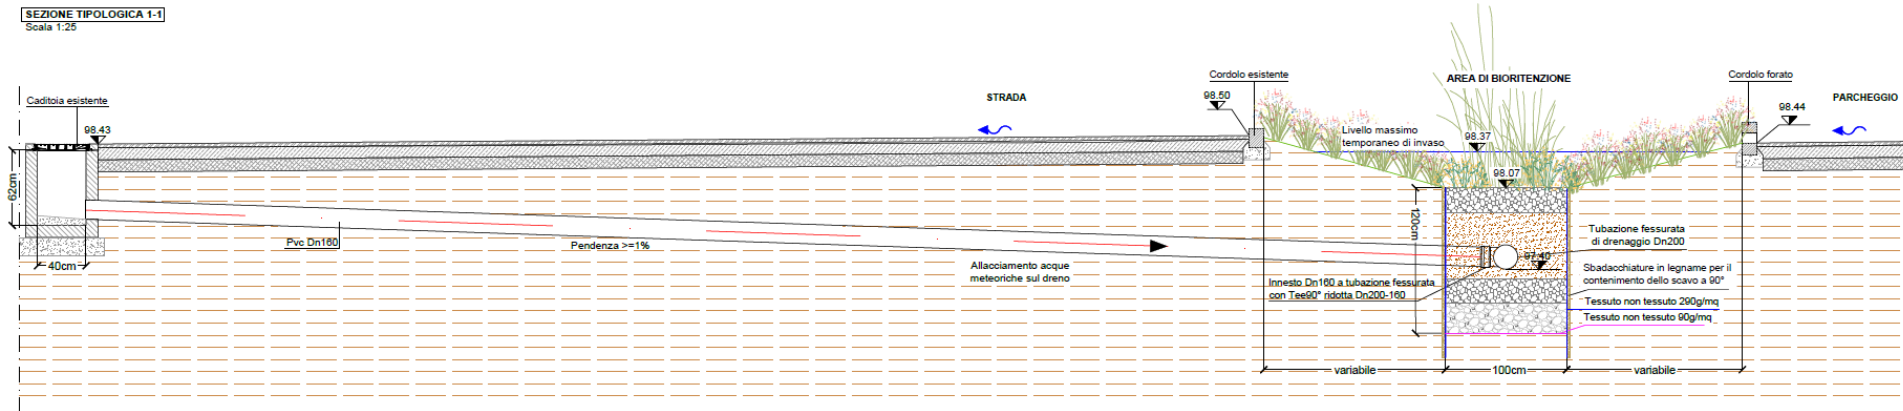 SEZIONE TIPOLOGICA 1-1
Scala 1:25
Caditoia esistente
98.43
62cm
40cm
Pvc Dn160
Pendenza >=1%
STRADA
Allacciamento acque
meteoriche sul dreno
Cordolo esistente
98.50
AREA DI BIORITENZIONE
Livello massimo
temporaneo di invaso
98.37
98.07
120cm
Innesto Dn160 a tubazione fessurata
con Tee90° ridotta Dn200-160
97.40
Cordolo forato
98.44
PARCHEGGIO
Tubazione fessurata
di drenaggio Dn200
Sbadacchiature in legname per il
contenimento dello scavo a 90°
Tessuto non tessuto 290g/mq
Tessuto non tessuto 90g/mq
variabile
100cm
variabile